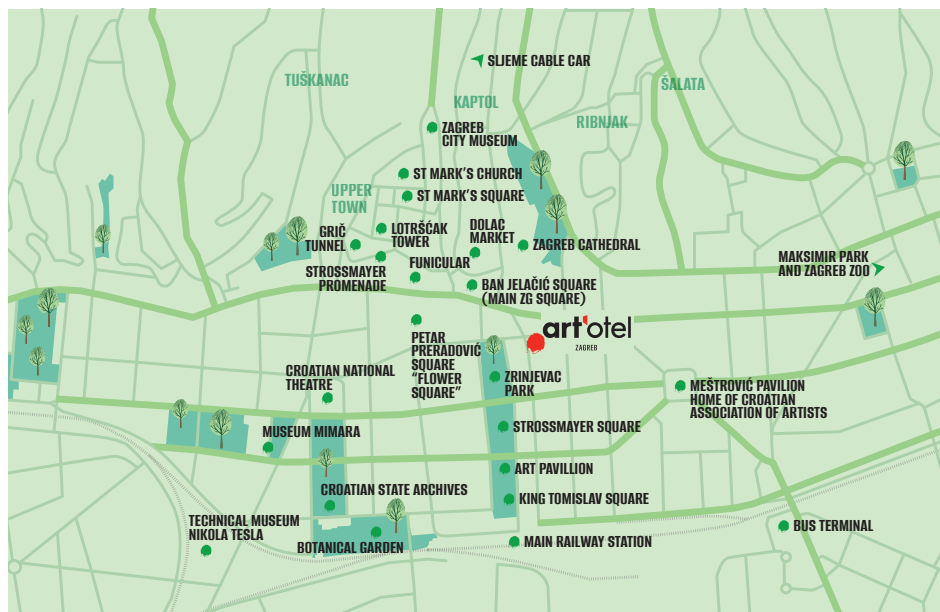 SLJEME CABLE CAR
TUŠKANAC
ŠALATA
KAPTOL
RIBNJAK
ZAGREB
CITY MUSEUM
ST MARK'S CHURCH
UPPER
TOWN
ST MARK'S SQUARE
GRIČ
TUNNEL
LOTRŠĆAK
TOWER
DOLAC
MARKET
ZAGREB CATHEDRAL
STROSSMAYER
PROMENADE
FUNICULAR
MAKSIMIR PARK
AND ZAGREB ZOO
BAN JELAČIĆ SQUARE
(MAIN ZG SQUARE)
art'otel
ZAGREB
PETAR
PRERADOVIĆ
SQUARE
“FLOWER
SQUARE”
CROATIAN NATIONAL
THEATRE
ZRINJEVAC
PARK
MEŠTROVIĆ PAVILION
HOME OF CROATIAN
ASSOCIATION OF ARTISTS
MUSEUM MIMARA
STROSSMAYER SQUARE
ART PAVILLION
CROATIAN STATE ARCHIVES
KING TOMISLAV SQUARE
TECHNICAL MUSEUM
NIKOLA TESLA
BOTANICAL GARDEN
MAIN RAILWAY STATION
BUS TERMINAL